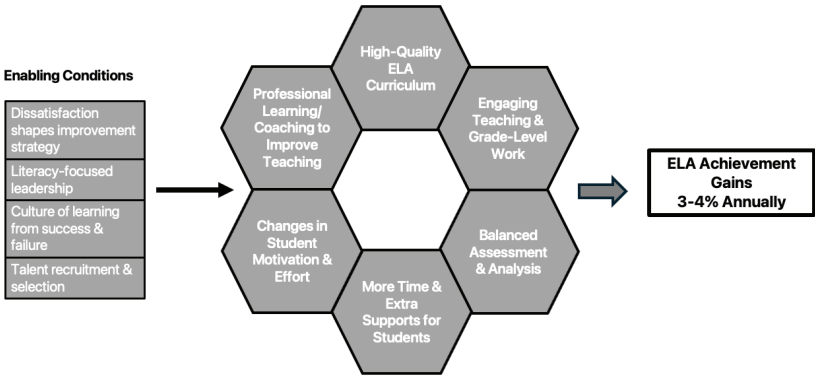 Enabling Conditions
Dissatisfaction
shapes improvement
strategy
Literacy-focused
leadership
Culture of learning
from success &
failure
Talent recruitment &
selection
High-Quality
ELA
Curriculum
Professional
Learning/
Coaching to
Improve
Teaching
Engaging
Teaching &
Grade-Level
Work
Changes in
Student
Motivation &
Effort
Balanced
Assessment
& Analysis
More Time &
Extra
Supports for
Students
ELA Achievement
Gains
3-4% Annually